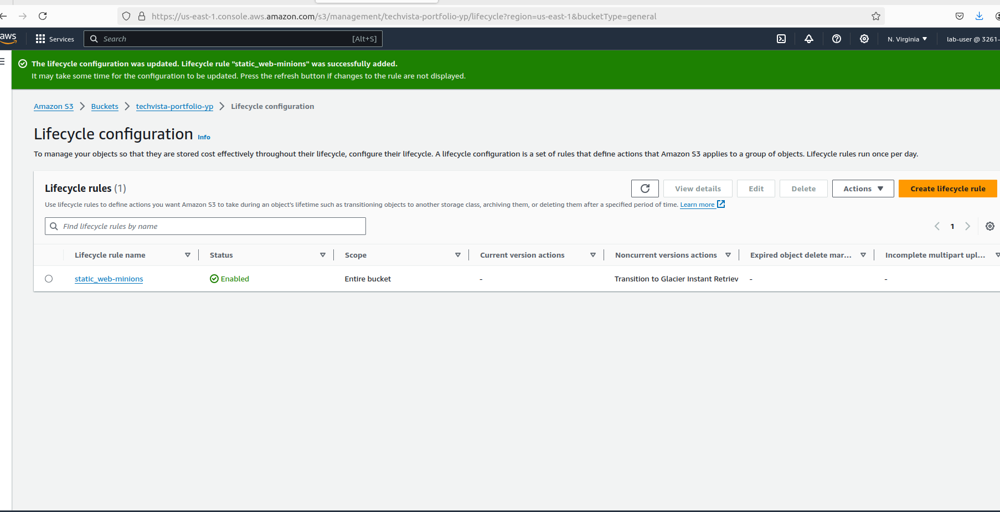 https://us-east-1.console.aws.amazon.com/s3/management/techvista-portfolio-yp/lifecycle?region=us-east-1&bucketType=general
aws Services Search [Alt+S] N. Virginia lab-user @ 3261-
The lifecycle configuration was updated. Lifecycle rule "static_web-minions" was successfully added.
It may take some time for the configuration to be updated. Press the refresh button if changes to the rule are not displayed.
Amazon S3 Buckets techvista-portfolio-yp Lifecycle configuration
Lifecycle configuration Info
To manage your objects so that they are stored cost effectively throughout their lifecycle, configure their lifecycle. A lifecycle configuration is a set of rules that define actions that Amazon S3 applies to a group of objects. Lifecycle rules run once per day.
Lifecycle rules (1) View details Edit Delete Actions Create lifecycle rule
Use lifecycle rules to define actions you want Amazon S3 to take during an object's lifetime such as transitioning objects to another storage class, archiving them, or deleting them after a specified period of time. Learn more
Find lifecycle rules by name 1
Lifecycle rule name Status Scope Current version actions Noncurrent versions actions Expired object delete mar... Incomplete multipart upl...
static_web-minions Enabled Entire bucket - Transition to Glacier Instant Retriev - -